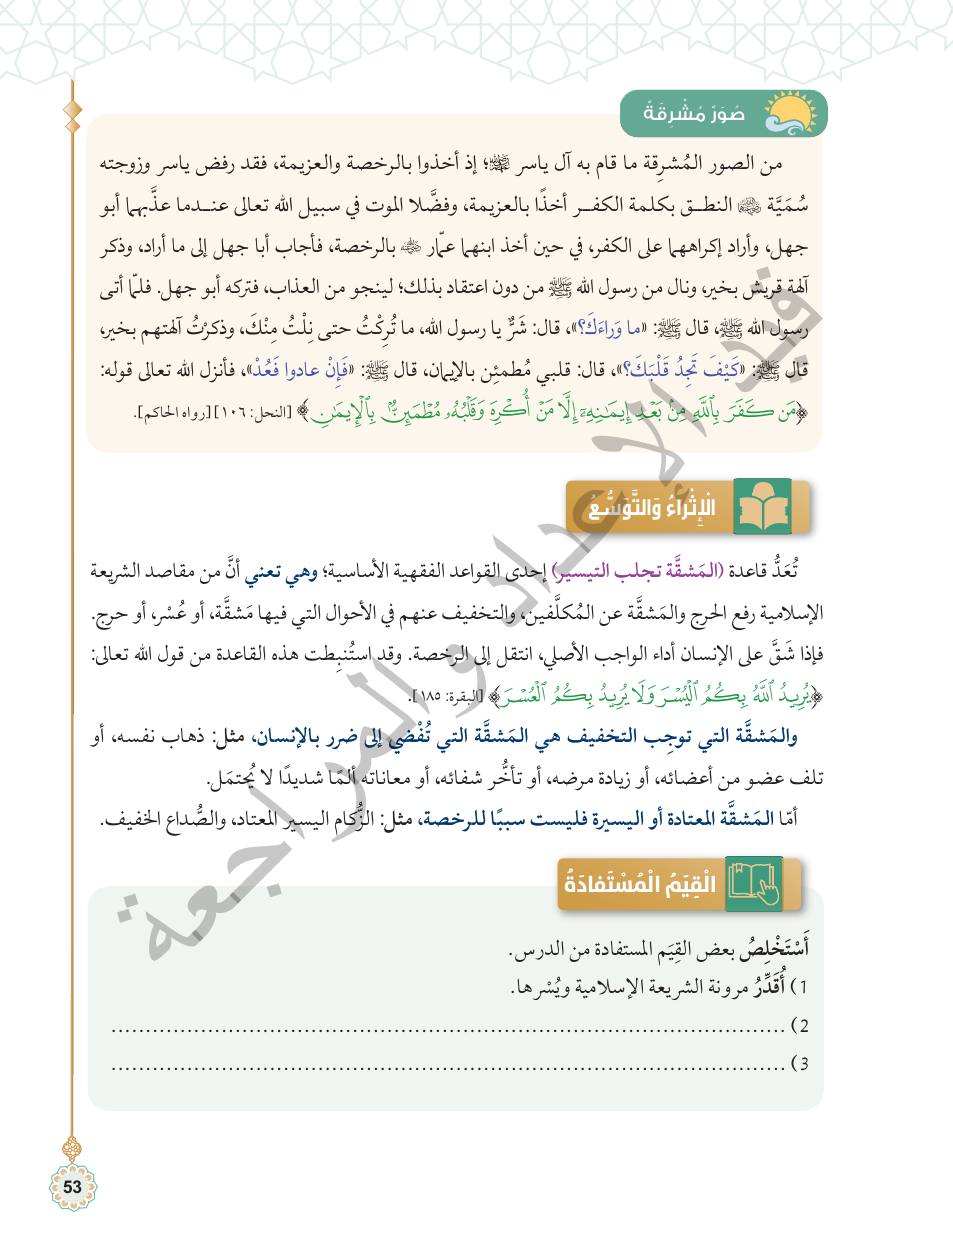 صُوَرٌ مُشْرِقَةٌ
من الصور المُشرِقة ما قام به آل ياسر ﷺ؛ إذ أخذوا بالرخصة والعزيمة، فقد رفض ياسر وزوجته
سُمَيَّة النطق بكلمة الكفر أخذًا بالعزيمة، وفضَّلا الموت في سبيل الله تعالى عندما عذَّبهما أبو
جهل، وأراد إكراههما على الكفر، في حين أخذ ابنهما عمّار بالرخصة، فأجاب أبا جهل إلى ما أراد، وذكر
آلهة قريش بخير، ونال من رسول الله ﷺ من دون اعتقاد بذلك؛ لينجو من العذاب، فتركه أبو جهل. فلمّا أتى
رسول الله ﷺ، قال ﷺ: «ما وَراءَكَ؟»، قال: شَرٌّ يا رسول الله، ما تُرِكْتُ حتى نِلْتُ مِنْكَ، وذكرْتُ آلهتهم بخير،
قال ﷺ: «كَيْفَ تَجِدُ قَلْبَكَ؟»، قال: قلبي مُطمَئِن بالإيمان، قال ﷺ: «فَإِنْ عادوا فَعُدْ»، فأنزل الله تعالى قوله:
﴿مَن كَفَرَ بِٱللَّهِ مِنۢ بَعْدِ إِيمَٰنِهِۦٓ إِلَّا مَنْ أُكْرِهَ وَقَلْبُهُۥ مُطْمَئِنٌّۢ بِٱلْإِيمَٰنِ﴾ [النحل: ١٠٦] [رواه الحاكم].
الْإِثْراءُ وَالتَّوَسُّعُ
تُعَدُّ قاعدة (المَشقَّة تجلب التيسير) إحدى القواعد الفقهية الأساسية؛ وهي تعني أنَّ من مقاصد الشريعة
الإسلامية رفع الحرج والمَشقَّة عن المُكلَّفين، والتخفيف عنهم في الأحوال التي فيها مَشقَّة، أو عُسْر، أو حرج.
فإذا شَقَّ على الإنسان أداء الواجب الأصلي، انتقل إلى الرخصة. وقد استُنبِطت هذه القاعدة من قول الله تعالى:
﴿يُرِيدُ ٱللَّهُ بِكُمُ ٱلْيُسْرَ وَلَا يُرِيدُ بِكُمُ ٱلْعُسْرَ﴾ [البقرة: ١٨٥].
والمَشقَّة التي توجِب التخفيف هي المَشقَّة التي تُفْضي إلى ضرر بالإنسان، مثل: ذهاب نفسه، أو
تلف عضو من أعضائه، أو زيادة مرضه، أو تأخُّر شفائه، أو معاناته ألمًا شديدًا لا يُحتمَل.
أمّا المَشقَّة المعتادة أو اليسيرة فليست سببًا للرخصة، مثل: الزُّكام اليسير المعتاد، والصُّداع الخفيف.
الْقِيَمُ الْمُسْتَفادَةُ
أَسْتَخْلِصُ بعض القِيَم المستفادة من الدرس.
1) أُقَدِّرُ مرونة الشريعة الإسلامية ويُسْرها.
2) ........................................................................
3) ........................................................................
53
قيد الإعداد والمراجعة